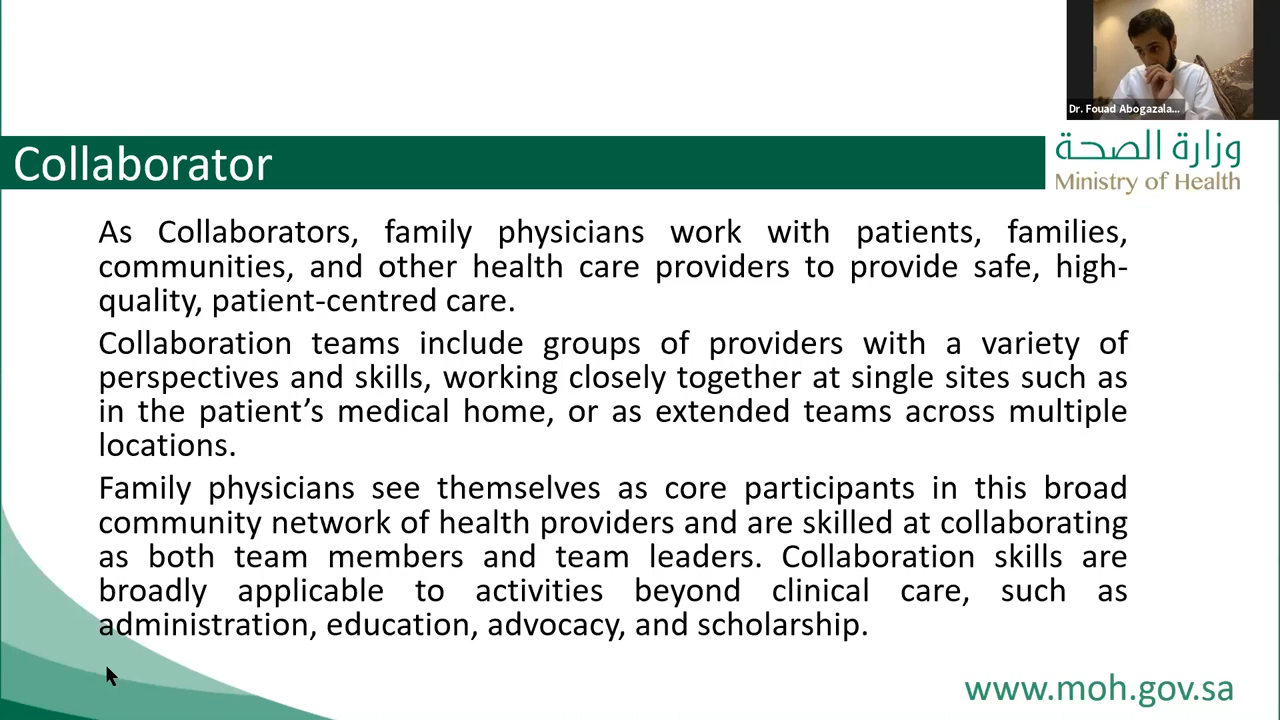 Dr. Fouad Abogazala...
Collaborator
وزارة الصحة
Ministry of Health
As Collaborators, family physicians work with patients, families,
communities, and other health care providers to provide safe, high-
quality, patient-centred care.
Collaboration teams include groups of providers with a variety of
perspectives and skills, working closely together at single sites such as
in the patient’s medical home, or as extended teams across multiple
locations.
Family physicians see themselves as core participants in this broad
community network of health providers and are skilled at collaborating
as both team members and team leaders. Collaboration skills are
broadly applicable to activities beyond clinical care, such as
administration, education, advocacy, and scholarship.
www.moh.gov.sa